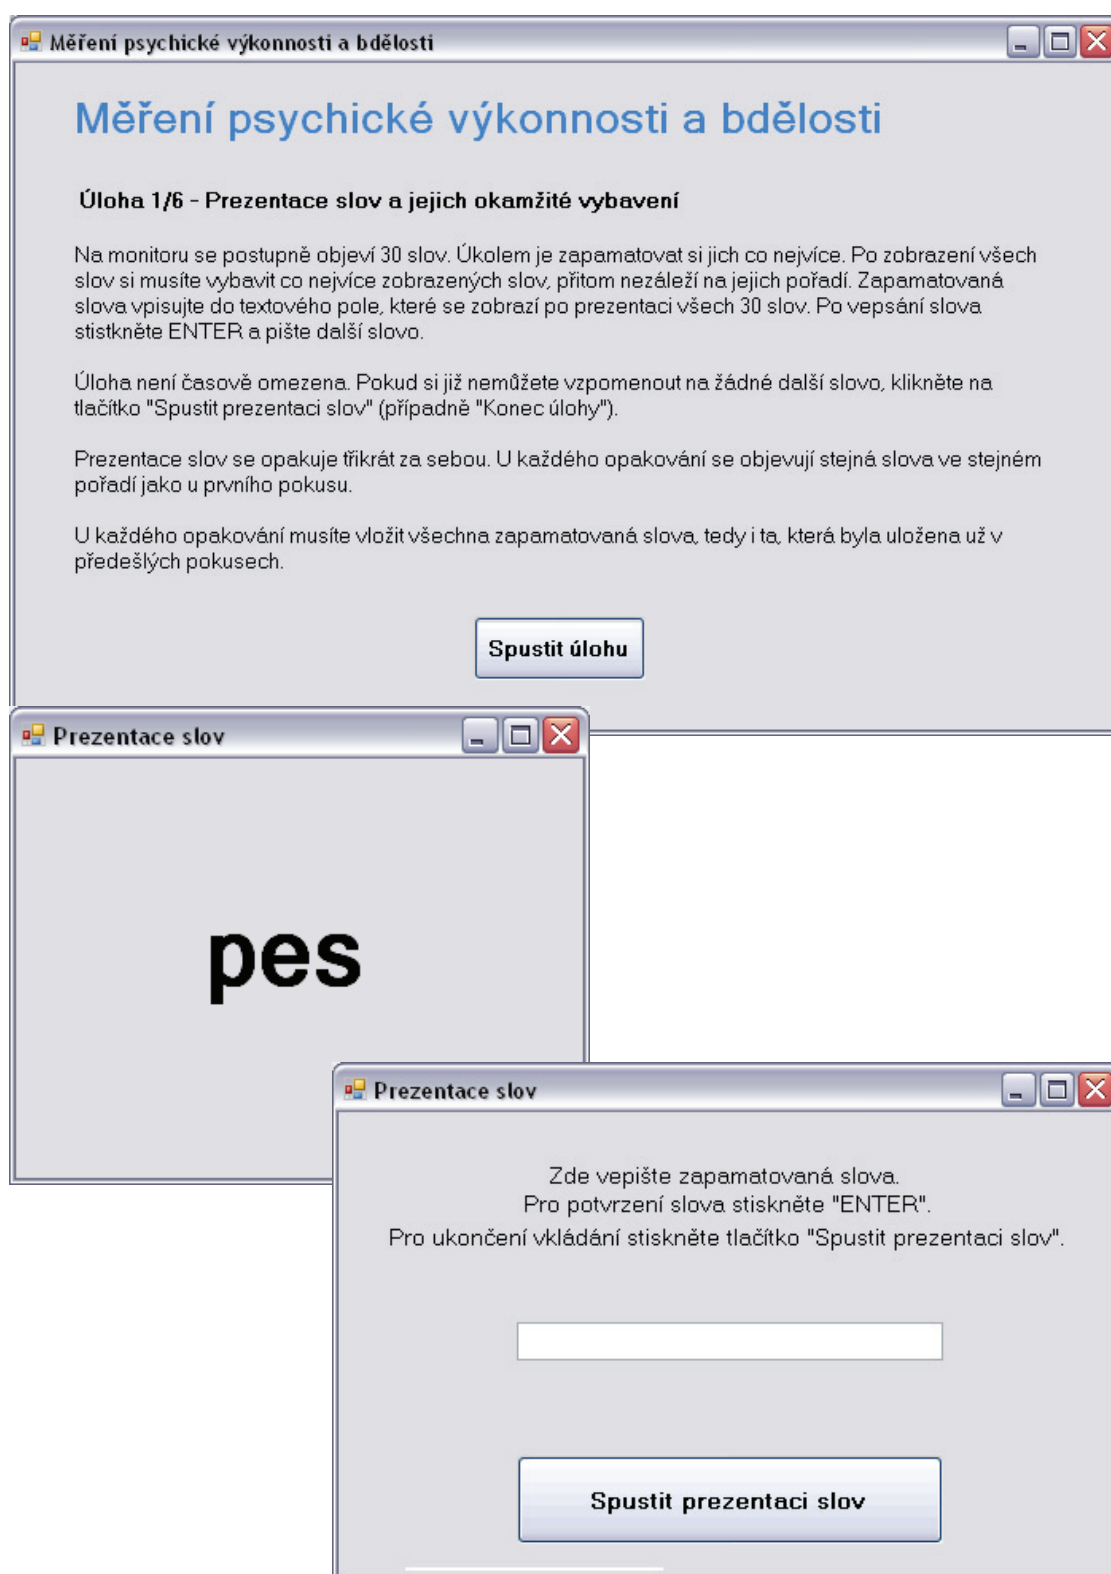 Měření psychické výkonnosti a bdělosti
Měření psychické výkonnosti a bdělosti
Úloha 1/6 - Prezentace slov a jejich okamžité vybavení
Na monitoru se postupně objeví 30 slov. Úkolem je zapamatovat si jich co nejvíce. Po zobrazení všech
slov si musíte vybavit co nejvíce zobrazených slov, přitom nezáleží na jejich pořadí. Zapamatovaná
slova vpisujte do textového pole, které se zobrazí po prezentaci všech 30 slov. Po vepsání slova
stistkněte ENTER a pište další slovo.
Úloha není časově omezena. Pokud si již nemůžete vzpomenout na žádné další slovo, klikněte na
tlačítko "Spustit prezentaci slov" (případně "Konec úlohy").
Prezentace slov se opakuje třikrát za sebou. U každého opakování se objevují stejná slova ve stejném
pořadí jako u prvního pokusu.
U každého opakování musíte vložit všechna zapamatovaná slova, tedy i ta, která byla uložena už v
předešlých pokusech.
Spustit úlohu
Prezentace slov
pes
Prezentace slov
Zde vepište zapamatovaná slova.
Pro potvrzení slova stiskněte "ENTER".
Pro ukončení vkládání stiskněte tlačítko "Spustit prezentaci slov".
Spustit prezentaci slov